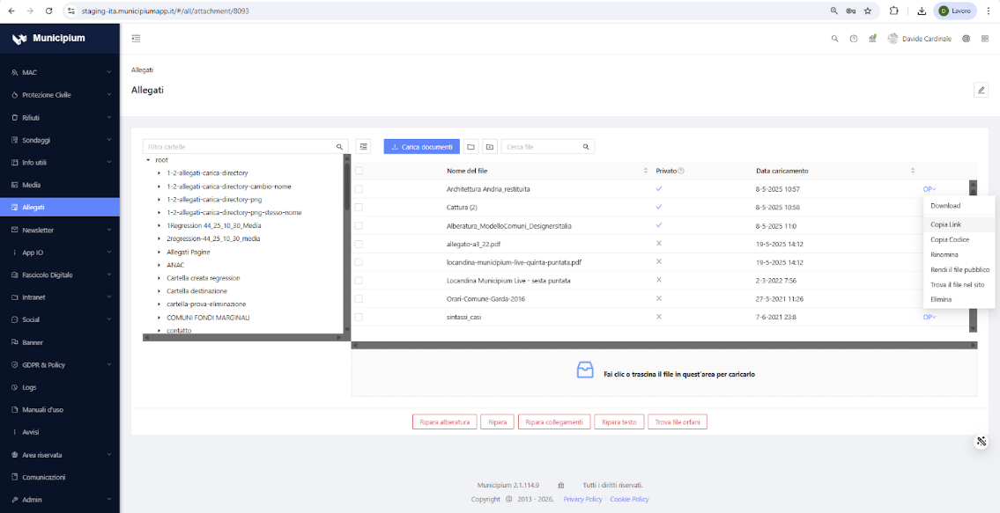 staging-ita.municipiumapp.it/#/all/attachment/8093
D Lavoro
Municipium
Davide Cardinale
MAC
Protezione Civile
Rifiuti
Sondaggi
Info utili
Media
Allegati
Newsletter
App IO
Fascicolo Digitale
Intranet
Social
Banner
GDPR & Policy
Logs
Manuali d'uso
Avvisi
Area riservata
Comunicazioni
Admin
Allegati
Allegati
Filtra cartelle
root
1-2-allegati-carica-directory
1-2-allegati-carica-directory-cambio-nome
1-2-allegati-carica-directory-png
1-2-allegati-carica-directory-png-stesso-nome
1Regression 44_25_10_30_Media
2regression-44_25_10_30_media
Allegati Pagine
ANAC
Cartella creata regression
Cartella destinazione
cartella-prova-eliminazione
COMUNI FONDI MARGINALI
contatto
Carica documenti
Cerca file
Nome del file Privato Data caricamento
Architettura Andria_restituita 8-5-2025 10:57 OP
Cattura (2) 8-5-2025 10:58
Alberatura_ModelloComuni_Designersitalia 8-5-2025 11:0
allegato-a3_22.pdf 19-5-2025 14:12
locandina-municipium-live-quinta-puntata.pdf 19-5-2025 14:12
Locandina Municipium Live - sesta puntata 2-3-2022 7:56
Orari-Comune-Garda-2016 27-5-2021 11:26
sintassi_casi 7-6-2021 23:8 OP
Download
Copia Link
Copia Codice
Rinomina
Rendi il file pubblico
Trova il file nel sito
Elimina
Fai clic o trascina il file in quest'area per caricarlo
Ripara alberatura
Ripara
Ripara collegamenti
Ripara testo
Trova file orfani
Municipium 2.1.114.9 Tutti i diritti riservati.
Copyright © 2013 - 2026. Privacy Policy Cookie Policy